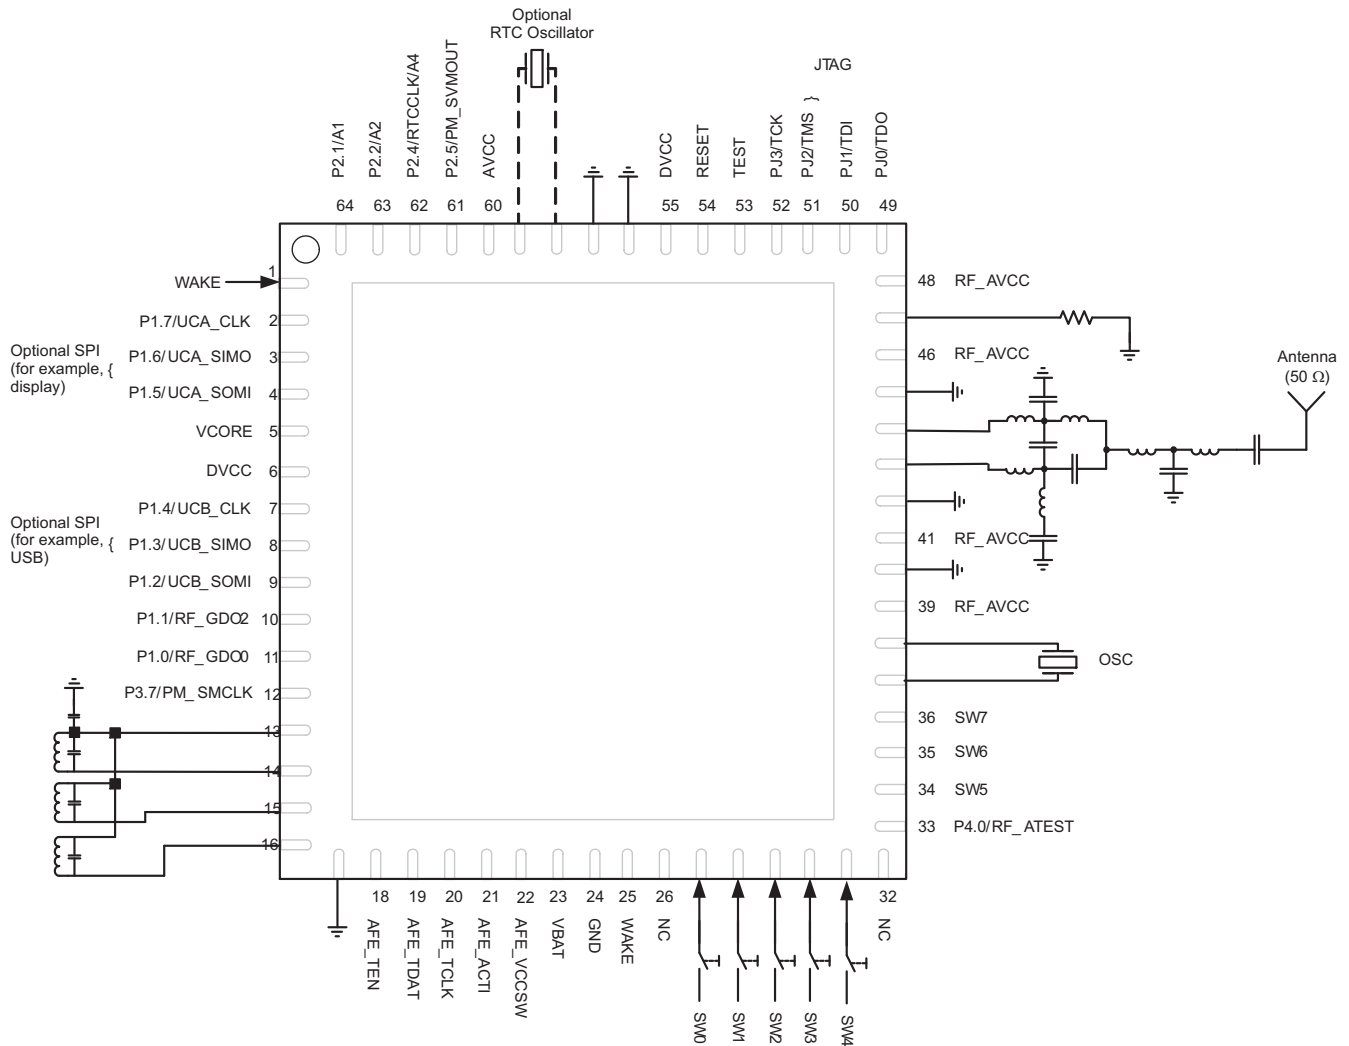 Optional
RTC Oscillator
JTAG
}
P2.1/A1
P2.2/A2
P2.4/RTCCLK/A4
P2.5/PM_SVMOUT
AVCC
DVCC
RESET
TEST
PJ3/TCK
PJ2/TMS
PJ1/TDI
PJ0/TDO
64
63
62
61
60
55
54
53
52
51
50
49
WAKE
1
P1.7/UCA_CLK
2
Optional SPI
(for example, {
display)
P1.6/UCA_SIMO
3
P1.5/UCA_SOMI
4
VCORE
5
DVCC
6
P1.4/UCB_CLK
7
Optional SPI
(for example, {
USB)
P1.3/UCB_SIMO
8
P1.2/UCB_SOMI
9
P1.1/RF_GDO2
10
P1.0/RF_GDO0
11
P3.7/PM_SMCLK
12
13
14
15
16
48 RF_AVCC
46 RF_AVCC
Antenna
(50 Ω)
41 RF_AVCC
39 RF_AVCC
OSC
36 SW7
35 SW6
34 SW5
33 P4.0/RF_ATEST
18
19
20
21
22
23
24
25
26
32
AFE_TEN
AFE_TDAT
AFE_TCLK
AFE_ACTI
AFE_VCCSW
VBAT
GND
WAKE
NC
NC
SW0
SW1
SW2
SW3
SW4